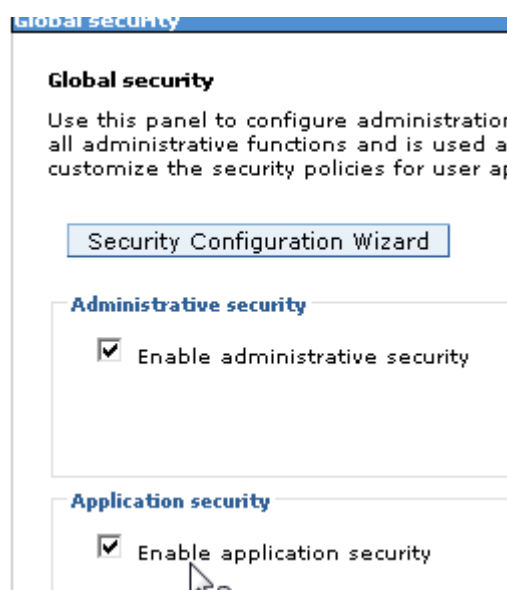 Global security
Global security
Use this panel to configure administration
all administrative functions and is used a
customize the security policies for user ap
Security Configuration Wizard
Administrative security
Enable administrative security
Application security
Enable application security